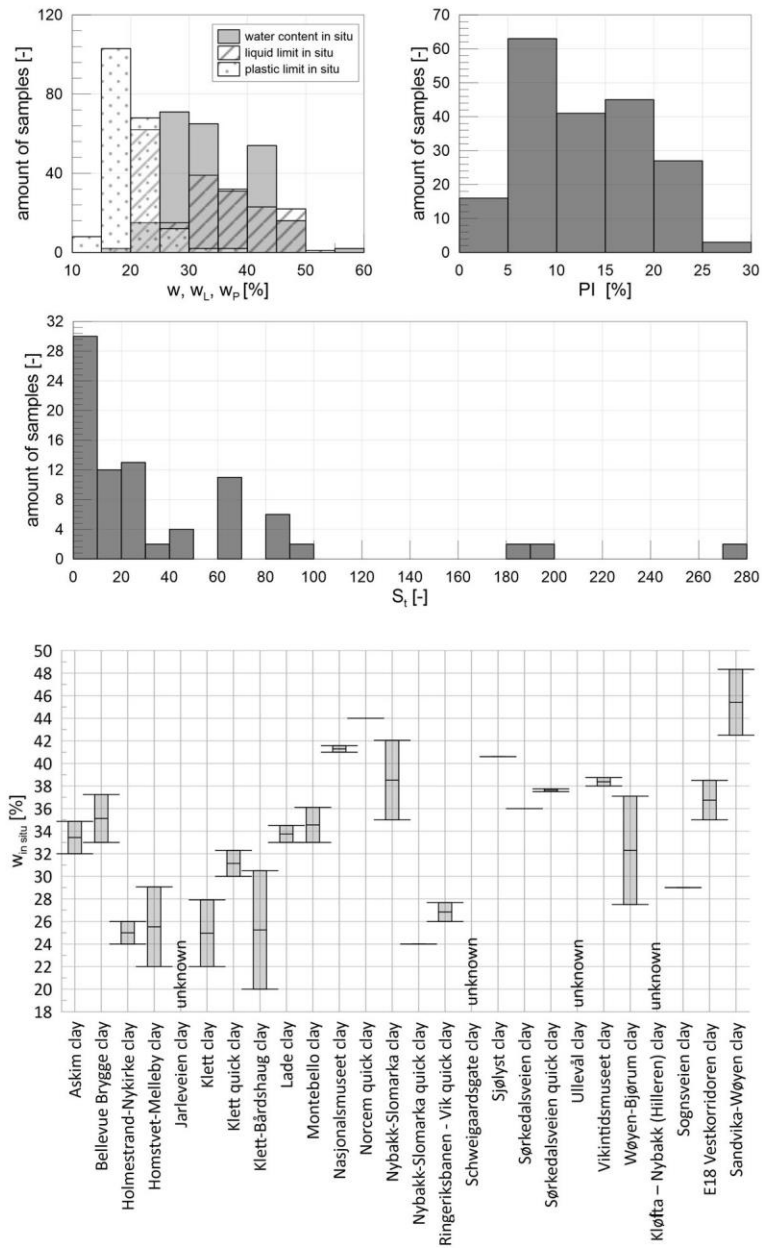 120
80
40
0
amount of samples [-]
water content in situ
liquid limit in situ
plastic limit in situ
10 20 30 40 50 60
w, wL, wP [%]
70
60
50
40
30
20
10
0
amount of samples [-]
0 5 10 15 20 25 30
PI [%]
32
28
24
20
16
12
8
4
0
amount of samples [-]
0 20 40 60 80 100 120 140 160 180 200 220 240 260 280
St [-]
50
48
46
44
42
40
38
36
34
32
30
28
26
24
22
20
18
w in situ [%]
unknown
unknown
unknown
unknown
Askim clay
Bellevue Brygge clay
Holmestrand-Nykirke clay
Homstvet-Melleby clay
Jarleveien clay
Klett clay
Klett quick clay
Klett-Bårdshaug clay
Lade clay
Montebello clay
Nasjonalsmuseet clay
Norcem quick clay
Nybakk-Slomarka clay
Nybakk-Slomarka quick clay
Ringeriksbanen - Vik quick clay
Schweigaardsgate clay
Sjølyst clay
Sørkedalsveien clay
Sørkedalsveien quick clay
Ullevål clay
Vikintidsmuseet clay
Wøyen-Bjørum clay
Kløfta – Nybakk (Hilleren) clay
Sognsveien clay
E18 Vestkorridoren clay
Sandvika-Wøyen clay